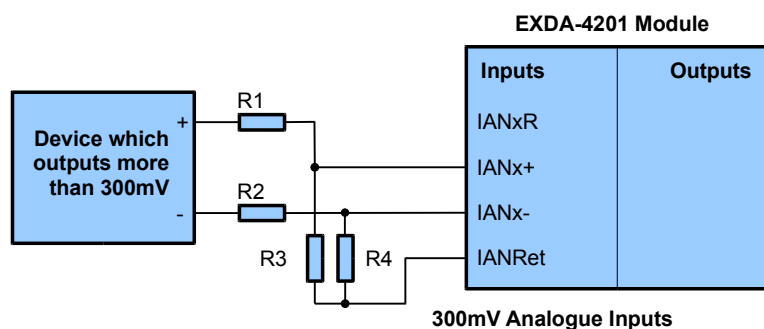 EXDA-4201 Module
Inputs
Outputs
R1
+
Device which
outputs more
than 300mV
-
IANxR
IANx+
R2
IANx-
R3
R4
IANRet
300mV Analogue Inputs